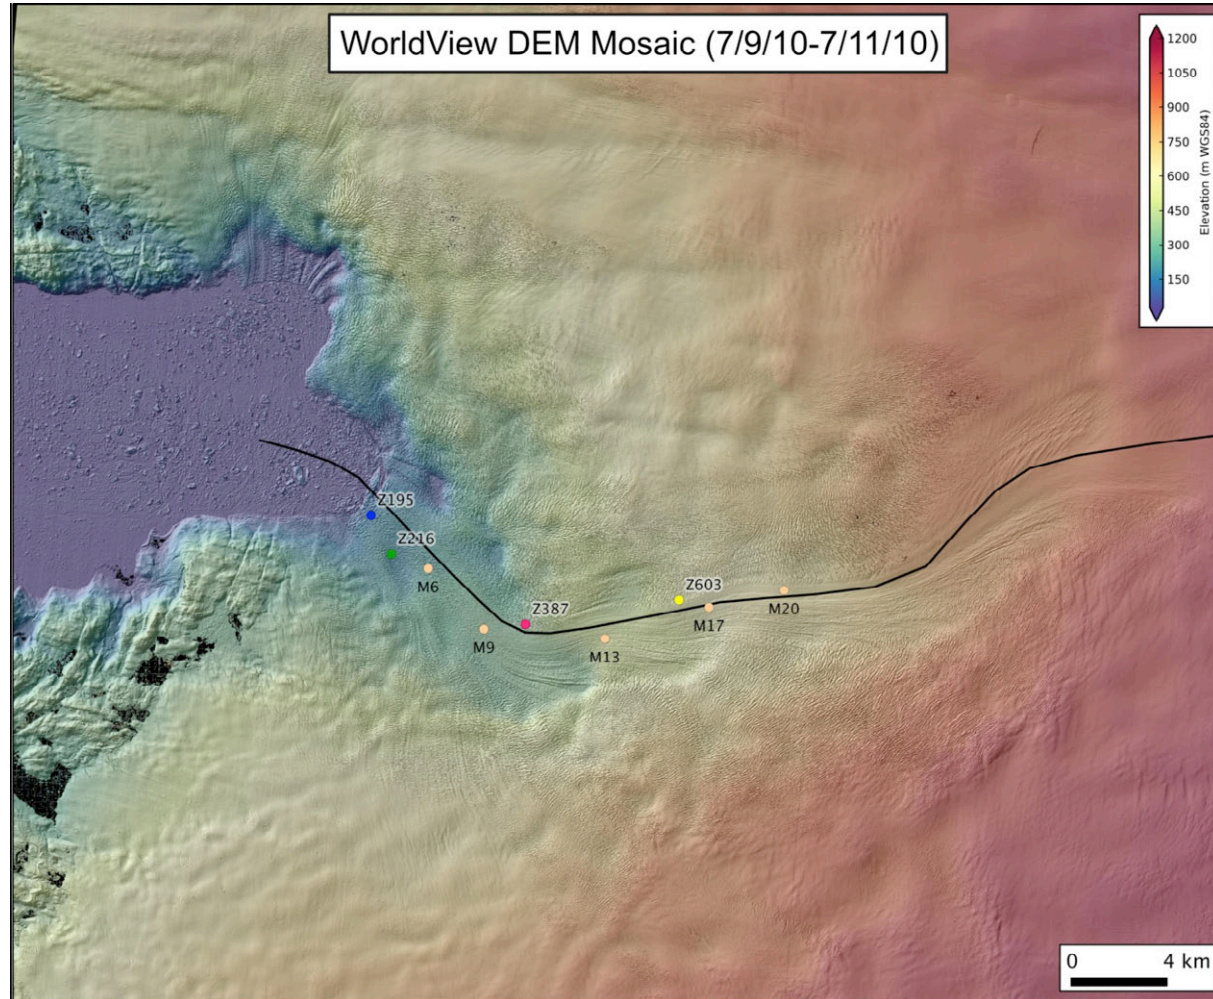 WorldView DEM Mosaic (7/9/10-7/11/10)
1200
1050
900
750
600
450
300
150
Elevation (m WGS84)
Z195
Z216
M6
Z387
M9
M13
Z603
M17
M20
0 4 km